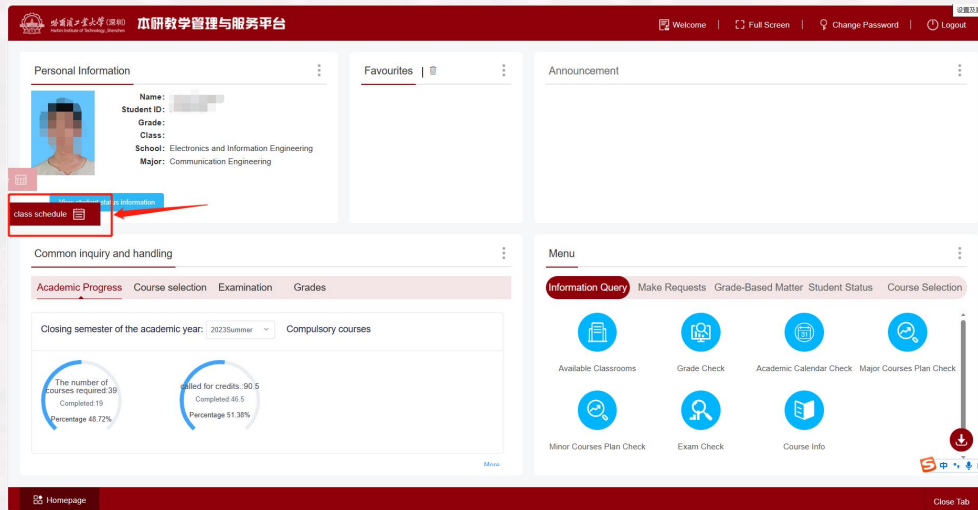 哈爾濱工業大學(深圳)
Harbin Institute of Technology, Shenzhen
本研教学管理与服务平台
Welcome
Full Screen
Change Password
Logout
Personal Information
Name:
Student ID:
Grade:
Class:
School: Electronics and Information Engineering
Major: Communication Engineering
View student status information
class schedule
Favourites
Announcement
Common inquiry and handling
Academic Progress Course selection Examination Grades
Closing semester of the academic year: 2023Summer Compulsory courses
The number of
courses required:39
Completed:19
Percentage 48.72%
called for credits.:90.5
Completed:46.5
Percentage 51.38%
More
Menu
Information Query Make Requests Grade-Based Matter Student Status Course Selection
31
Available Classrooms Grade Check Academic Calendar Check Major Courses Plan Check
Minor Courses Plan Check Exam Check Course Info
中
Homepage
Close Tab